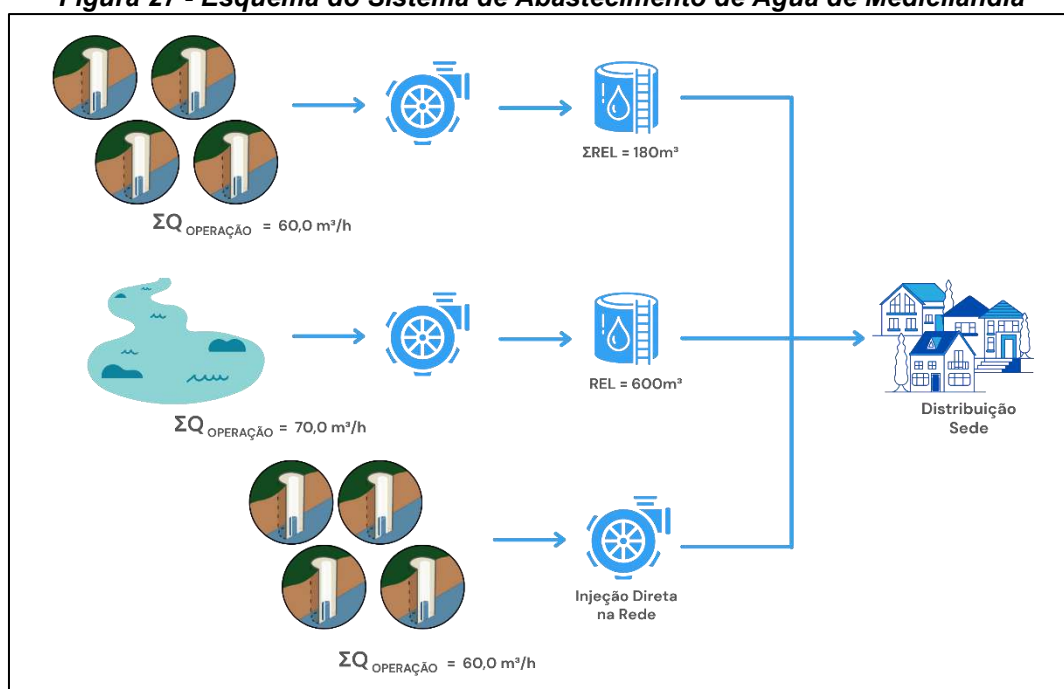 Figura 27 - Esquema do Sistema de Abastecimento de Água de Medicilândia
ΣREL = 180m³
ΣQ OPERAÇÃO = 60,0 m³/h
REL = 600m³
ΣQ OPERAÇÃO = 70,0 m³/h
Distribuição
Sede
Injeção Direta
na Rede
ΣQ OPERAÇÃO = 60,0 m³/h